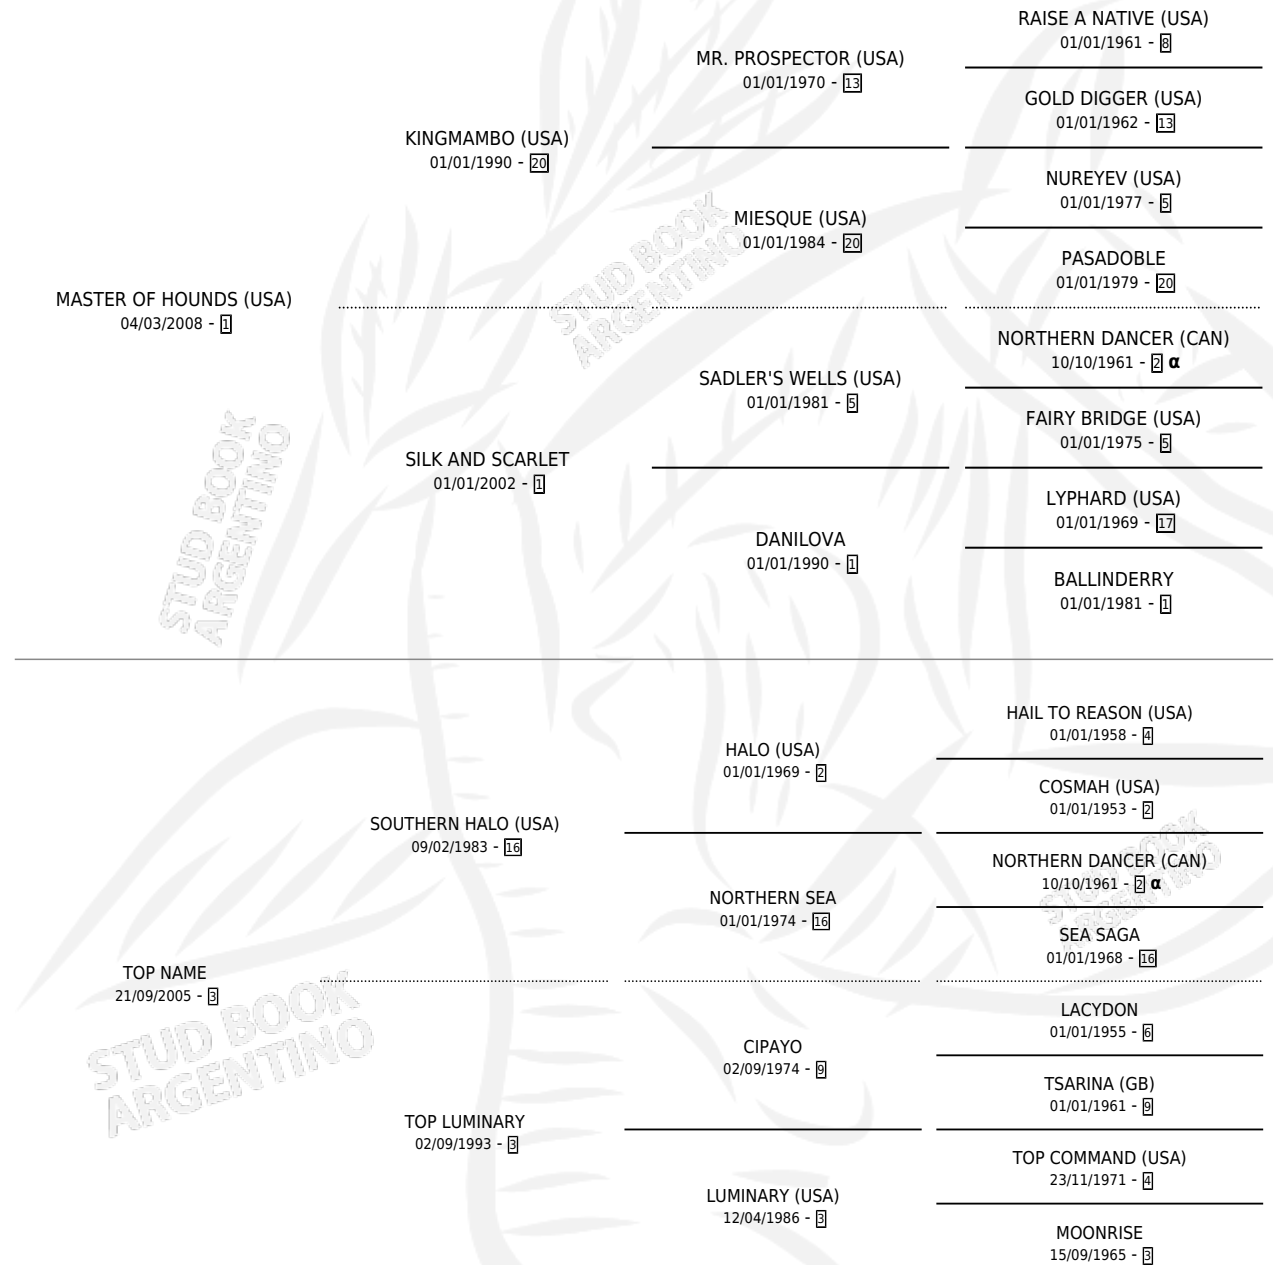 RAISE A NATIVE (USA)
01/01/1961 - 8
MR. PROSPECTOR (USA)
01/01/1970 - 13
GOLD DIGGER (USA)
01/01/1962 - 13
KINGMAMBO (USA)
01/01/1990 - 20
NUREYEV (USA)
01/01/1977 - 5
MIESQUE (USA)
01/01/1984 - 20
PASADOBLE
01/01/1979 - 20
MASTER OF HOUNDS (USA)
04/03/2008 - 1
NORTHERN DANCER (CAN)
10/10/1961 - 2 α
SADLER'S WELLS (USA)
01/01/1981 - 5
FAIRY BRIDGE (USA)
01/01/1975 - 5
SILK AND SCARLET
01/01/2002 - 1
LYPHARD (USA)
01/01/1969 - 17
DANILOVA
01/01/1990 - 1
BALLINDERRY
01/01/1981 - 1
HAIL TO REASON (USA)
01/01/1958 - 4
HALO (USA)
01/01/1969 - 2
COSMAH (USA)
01/01/1953 - 2
SOUTHERN HALO (USA)
09/02/1983 - 16
NORTHERN DANCER (CAN)
10/10/1961 - 2 α
NORTHERN SEA
01/01/1974 - 16
SEA SAGA
01/01/1968 - 16
TOP NAME
21/09/2005 - 3
LACYDON
01/01/1955 - 6
CIPAYO
02/09/1974 - 9
TSARINA (GB)
01/01/1961 - 9
TOP LUMINARY
02/09/1993 - 3
TOP COMMAND (USA)
23/11/1971 - 4
LUMINARY (USA)
12/04/1986 - 3
MOONRISE
15/09/1965 - 3
STUD BOOK
ARGENTINO
STUD BOOK
ARGENTINO
STUD BOOK
ARGENTINO
STUD BOOK
ARGENTINO